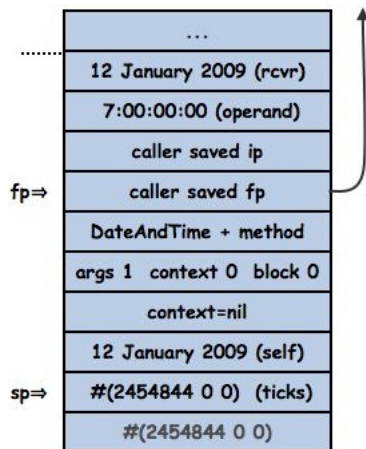 ...
12 January 2009 (rcvr)
7:00:00:00 (operand)
caller saved ip
fp⇒ caller saved fp
DateAndTime + method
args 1 context 0 block 0
context=nil
12 January 2009 (self)
sp⇒ #(2454844 0 0) (ticks)
#(2454844 0 0)